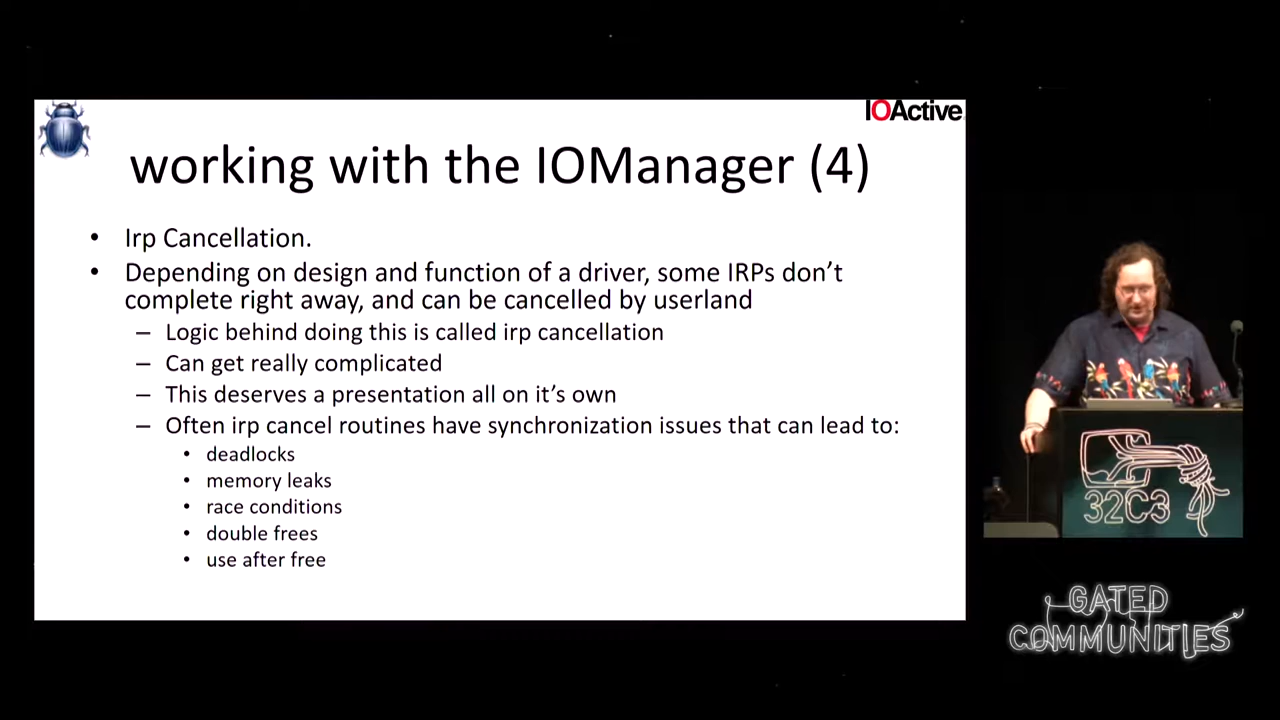 IOActive
working with the IOManager (4)
• Irp Cancellation.
• Depending on design and function of a driver, some IRPs don’t
complete right away, and can be cancelled by userland
– Logic behind doing this is called irp cancellation
– Can get really complicated
– This deserves a presentation all on it’s own
– Often irp cancel routines have synchronization issues that can lead to:
• deadlocks
• memory leaks
• race conditions
• double frees
• use after free
32C3
GATED
COMMUNITIES